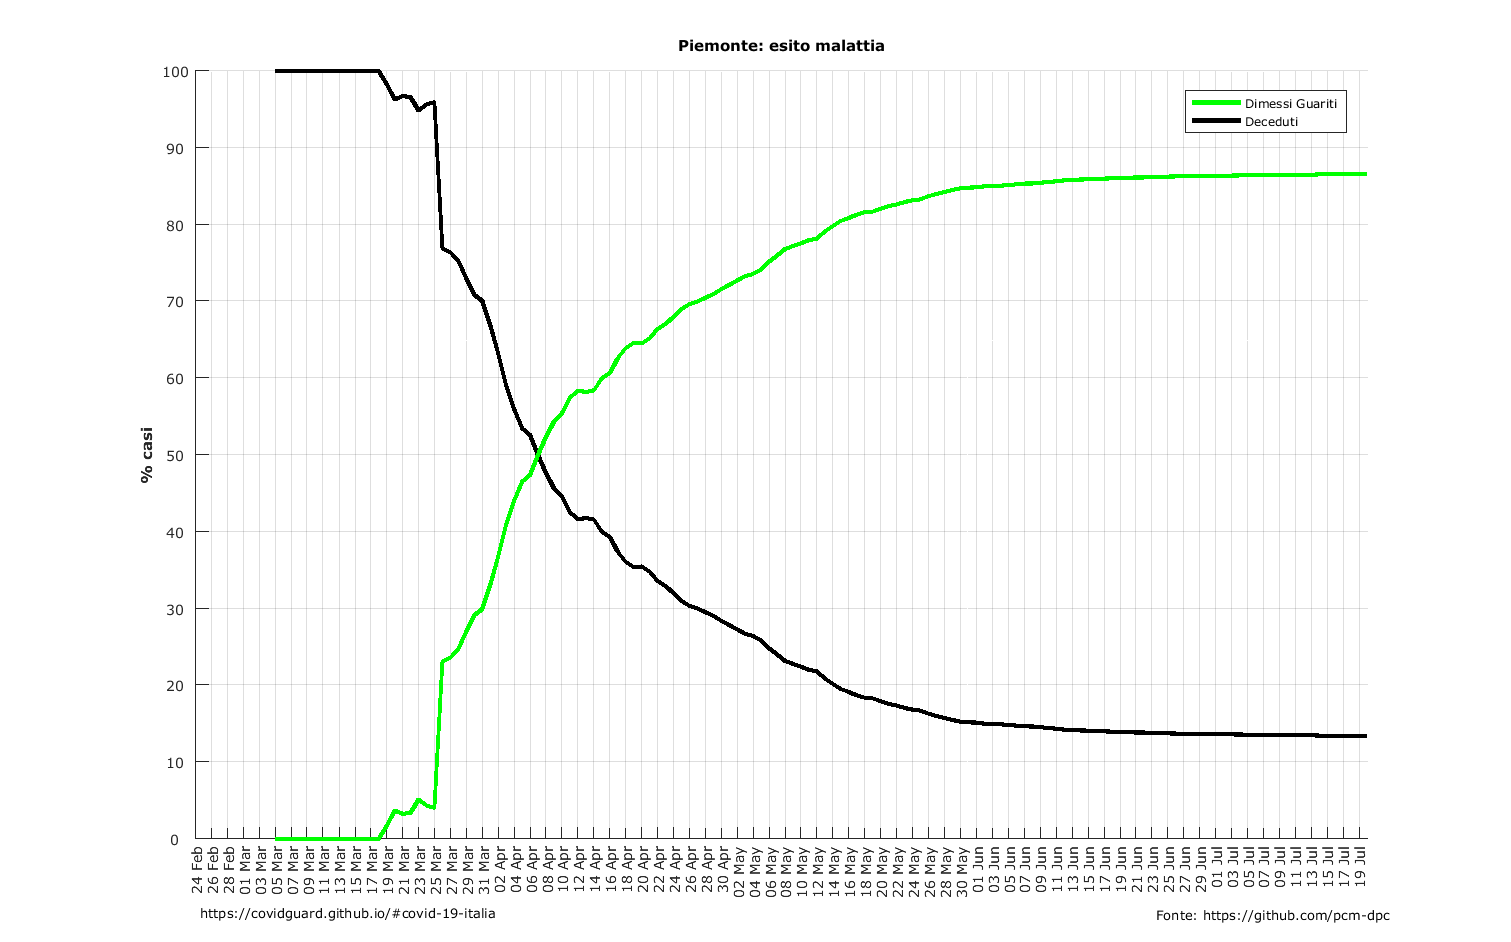 Piemonte: esito malattia
Dimessi Guariti
Deceduti
% casi
100
90
80
70
60
50
40
30
20
10
0
24 Feb
26 Feb
28 Feb
01 Mar
03 Mar
05 Mar
07 Mar
09 Mar
11 Mar
13 Mar
15 Mar
17 Mar
19 Mar
21 Mar
23 Mar
25 Mar
27 Mar
29 Mar
31 Mar
02 Apr
04 Apr
06 Apr
08 Apr
10 Apr
12 Apr
14 Apr
16 Apr
18 Apr
20 Apr
22 Apr
24 Apr
26 Apr
28 Apr
30 Apr
02 May
04 May
06 May
08 May
10 May
12 May
14 May
16 May
18 May
20 May
22 May
24 May
26 May
28 May
30 May
01 Jun
03 Jun
05 Jun
07 Jun
09 Jun
11 Jun
13 Jun
15 Jun
17 Jun
19 Jun
21 Jun
23 Jun
25 Jun
27 Jun
29 Jun
01 Jul
03 Jul
05 Jul
07 Jul
09 Jul
11 Jul
13 Jul
15 Jul
17 Jul
19 Jul
https://covidguard.github.io/#covid-19-italia
Fonte: https://github.com/pcm-dpc